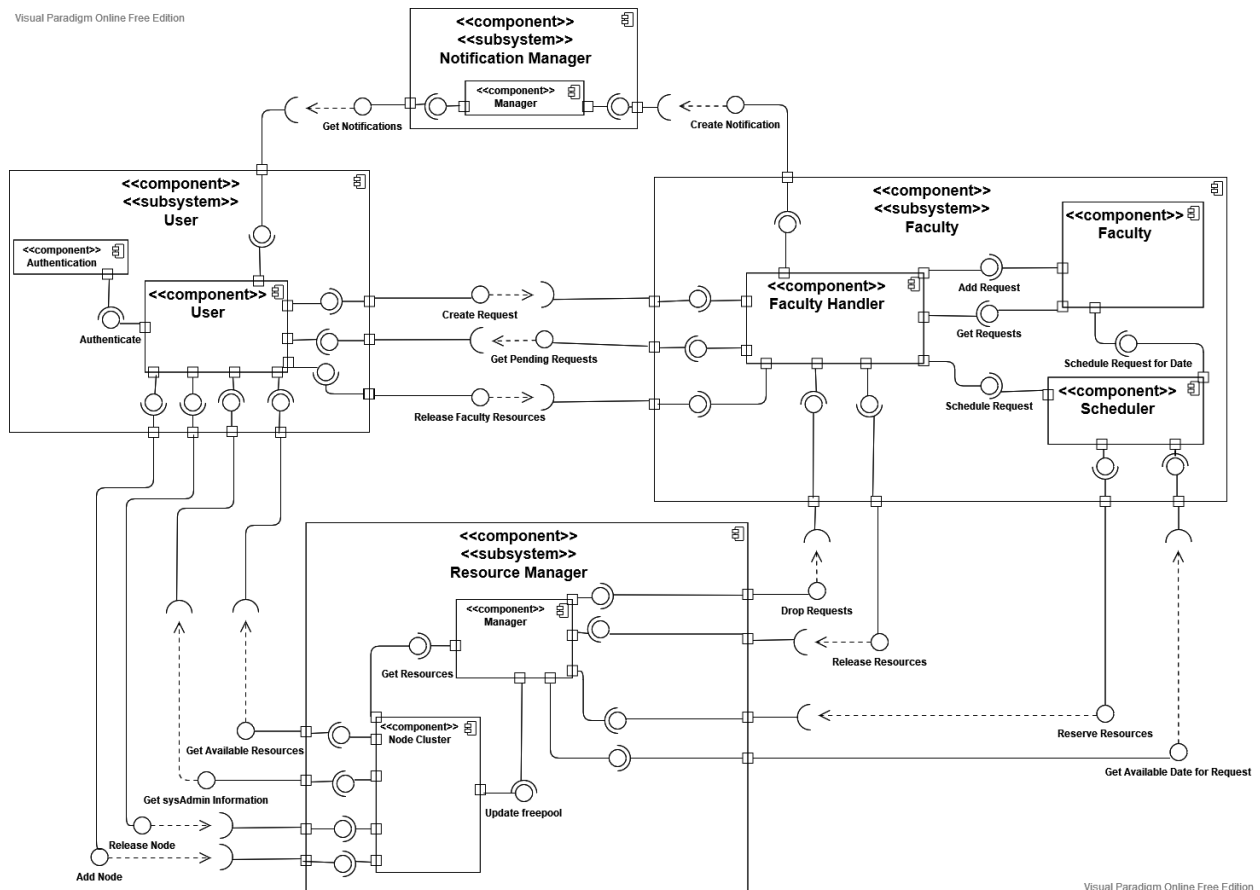 Visual Paradigm Online Free Edition
<<component>>
<<subsystem>>
Notification Manager
<<component>>
Manager
Get Notifications
Create Notification
<<component>>
<<subsystem>>
User
<<component>>
Authentication
<<component>>
User
Authenticate
Create Request
Get Pending Requests
Release Faculty Resources
<<component>>
<<subsystem>>
Faculty
<<component>>
Faculty
<<component>>
Faculty Handler
Add Request
Get Requests
Schedule Request for Date
Schedule Request
<<component>>
Scheduler
<<component>>
<<subsystem>>
Resource Manager
<<component>>
Manager
Drop Requests
Release Resources
Get Resources
<<component>>
Node Cluster
Reserve Resources
Get Available Resources
Get Available Date for Request
Get sysAdmin Information
Update freepool
Release Node
Add Node
Visual Paradigm Online Free Edition